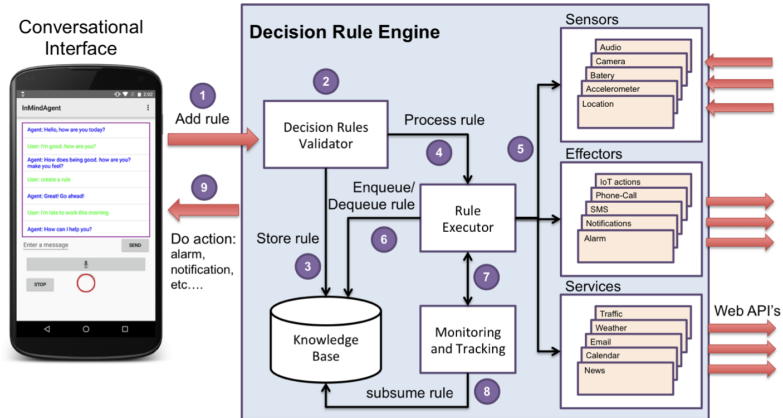 Conversational
Interface
2:02
InMindAgent
Agent: Hello, how are you today?
User: I'm good, how are you?
Agent: How does being good. how are you?
make you feel?
User: create a rule
Agent: Great! Go ahead!
User: I'm late to work this morning
Agent: How can I help you?
Enter a message
SEND
STOP
1
Add rule
9
Do action:
alarm,
notification,
etc....
Decision Rule Engine
2
Decision Rules
Validator
Process rule
4
5
Enqueue/
Dequeue rule
6
Rule
Executor
Store rule
3
7
Knowledge
Base
Monitoring
and Tracking
subsume rule
8
Sensors
Audio
Camera
Batery
Accelerometer
Location
Effectors
IoT actions
Phone-Call
SMS
Notifications
Alarm
Services
Traffic
Weather
Email
Calendar
News
Web API's